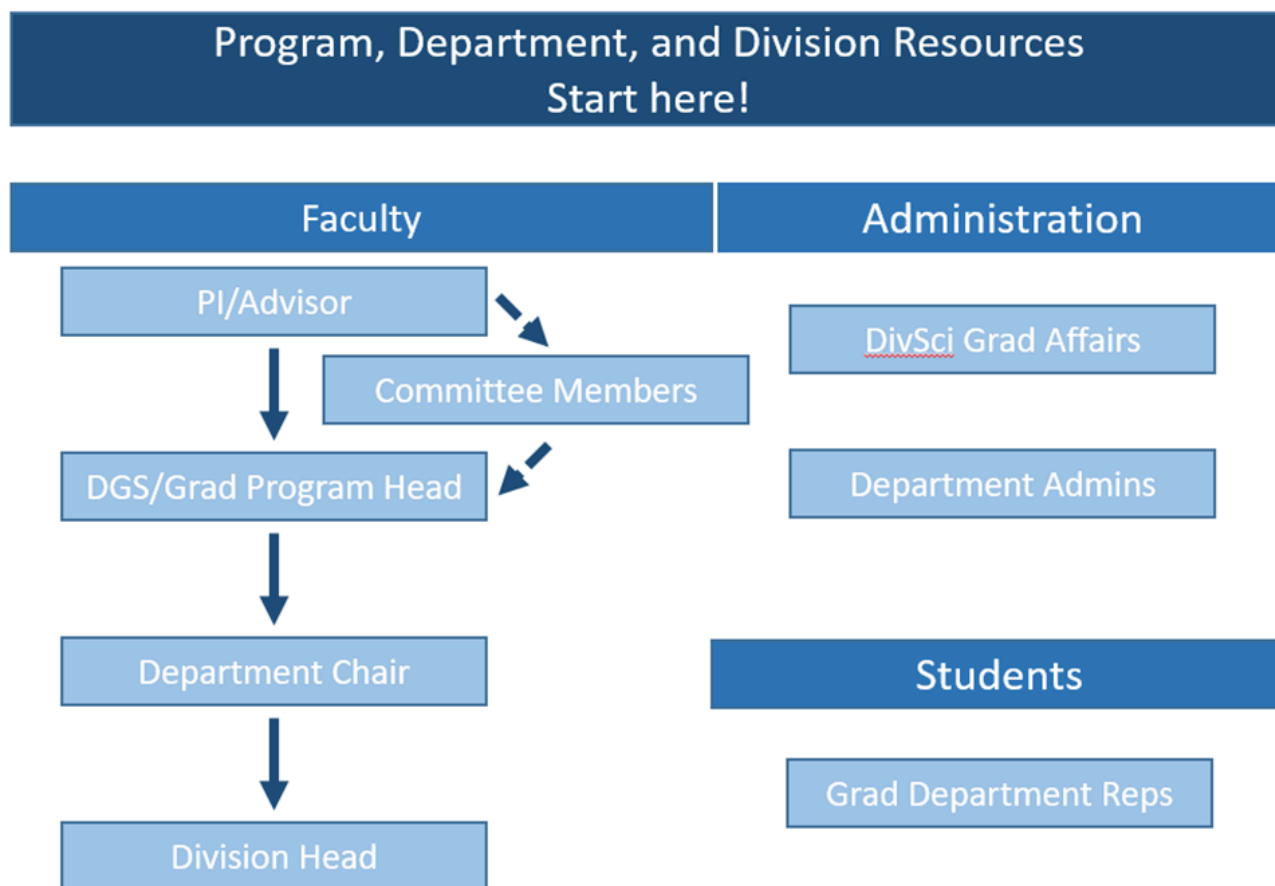 Program, Department, and Division Resources
Start here!
Faculty
PI/Advisor
Committee Members
DGS/Grad Program Head
Department Chair
Division Head
Administration
DivSci Grad Affairs
Department Admins
Students
Grad Department Reps